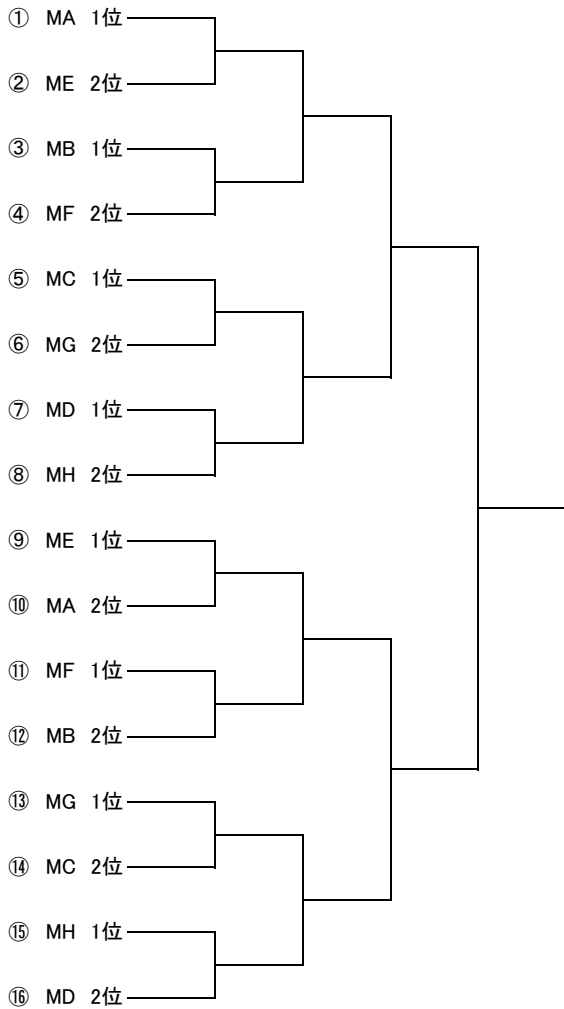 ① MA 1位
② ME 2位
③ MB 1位
④ MF 2位
⑤ MC 1位
⑥ MG 2位
⑦ MD 1位
⑧ MH 2位
⑨ ME 1位
⑩ MA 2位
⑪ MF 1位
⑫ MB 2位
⑬ MG 1位
⑭ MC 2位
⑮ MH 1位
⑯ MD 2位